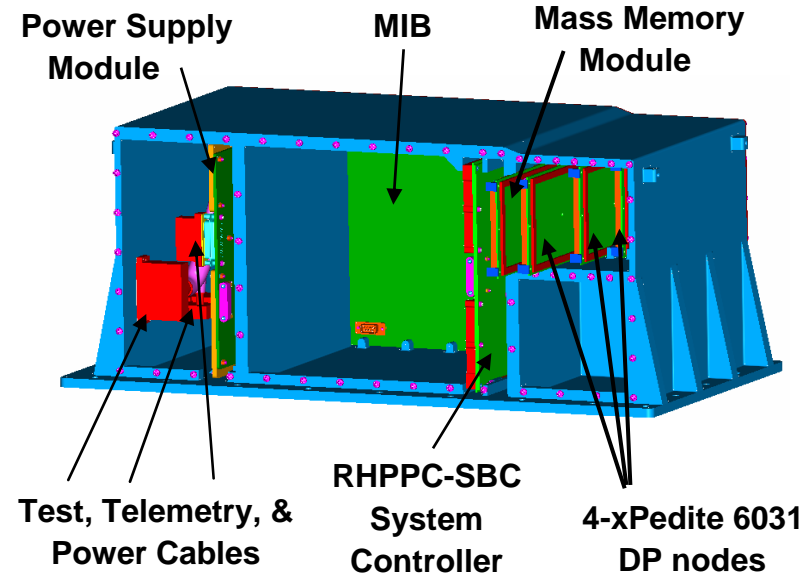 Power Supply
Module
MIB
Mass Memory
Module
Test, Telemetry, &
Power Cables
RHPPC-SBC
System
Controller
4-xPedite 6031
DP nodes